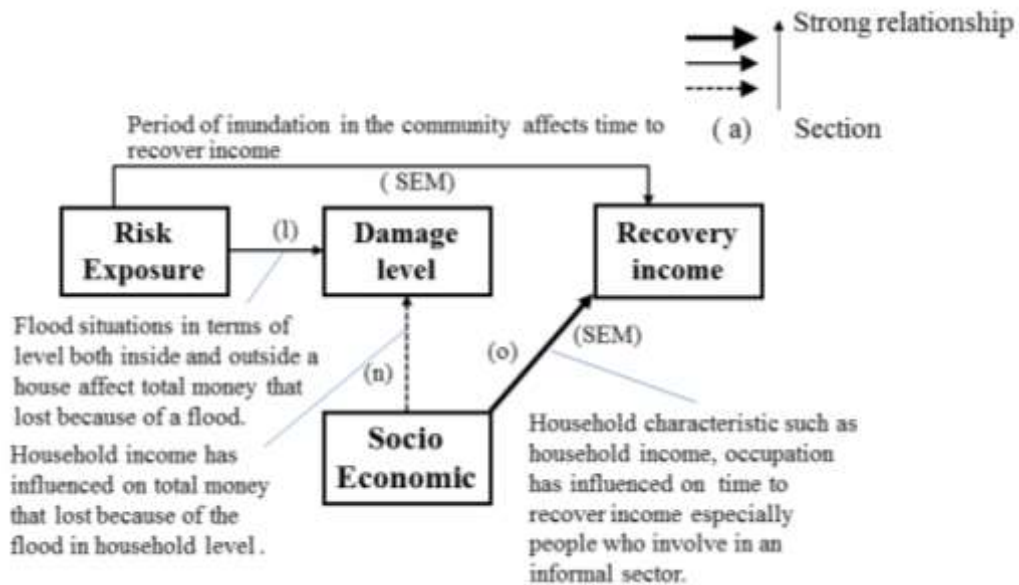 Strong relationship
( a) Section
Period of inundation in the community affects time to
recover income
( SEM)
Risk
Exposure
(l)
Damage
level
Recovery
income
Flood situations in terms of
level both inside and outside a
house affect total money that
lost because of a flood.
(n)
(o)
(SEM)
Socio
Economic
Household income has
influenced on total money
that lost because of the
flood in household level .
Household characteristic such as
household income, occupation
has influenced on time to
recover income especially
people who involve in an
informal sector.